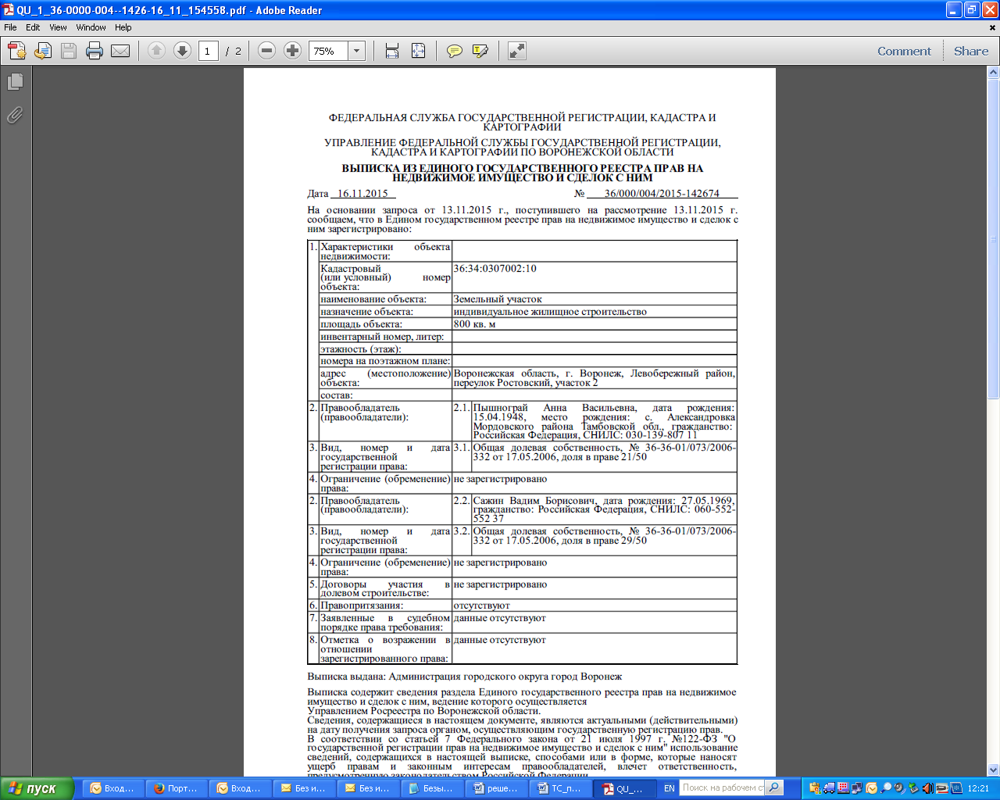 QU_1_36-0000-004--1426-16_11_154558.pdf - Adobe Reader
File Edit View Window Help
1 / 2 75% Comment Share
ФЕДЕРАЛЬНАЯ СЛУЖБА ГОСУДАРСТВЕННОЙ РЕГИСТРАЦИИ, КАДАСТРА И
КАРТОГРАФИИ
УПРАВЛЕНИЕ ФЕДЕРАЛЬНОЙ СЛУЖБЫ ГОСУДАРСТВЕННОЙ РЕГИСТРАЦИИ,
КАДАСТРА И КАРТОГРАФИИ ПО ВОРОНЕЖСКОЙ ОБЛАСТИ
ВЫПИСКА ИЗ ЕДИНОГО ГОСУДАРСТВЕННОГО РЕЕСТРА ПРАВ НА
НЕДВИЖИМОЕ ИМУЩЕСТВО И СДЕЛОК С НИМ
Дата 16.11.2015 № 36/000/004/2015-142674
На основании запроса от 13.11.2015 г., поступившего на рассмотрение 13.11.2015 г.
сообщаем, что в Едином государственном реестре прав на недвижимое имущество и сделок с
ним зарегистрировано:
1. Характеристики объекта
недвижимости:
Кадастровый 36:34:0307002:10
(или условный) номер
объекта:
наименование объекта: Земельный участок
назначение объекта: индивидуальное жилищное строительство
площадь объекта: 800 кв. м
инвентарный номер, литер:
этажность (этаж):
номера на поэтажном плане:
адрес (местоположение) Воронежская область, г. Воронеж, Левобережный район,
объекта: переулок Ростовский, участок 2
состав:
2. Правообладатель 2.1. Пышнограй Анна Васильевна, дата рождения:
(правообладатели): 15.04.1948, место рождения: с. Александровка
Мордовского района Тамбовской обл., гражданство:
Российская Федерация, СНИЛС: 030-139-807 11
3. Вид, номер и дата 3.1. Общая долевая собственность, № 36-36-01/073/2006-
государственной 332 от 17.05.2006, доля в праве 21/50
регистрации права:
4. Ограничение (обременение) не зарегистрировано
права:
2. Правообладатель 2.2. Сажин Вадим Борисович, дата рождения: 27.05.1969,
(правообладатели): гражданство: Российская Федерация, СНИЛС: 060-552-
552 37
3. Вид, номер и дата 3.2. Общая долевая собственность, № 36-36-01/073/2006-
государственной 332 от 17.05.2006, доля в праве 29/50
регистрации права:
4. Ограничение (обременение) не зарегистрировано
права:
5. Договоры участия в не зарегистрировано
долевом строительстве:
6. Правопритязания: отсутствуют
7. Заявленные в судебном данные отсутствуют
порядке права требования:
8. Отметка о возражении в данные отсутствуют
отношении
зарегистрированного права:
Выписка выдана: Администрация городского округа город Воронеж
Выписка содержит сведения раздела Единого государственного реестра прав на недвижимое
имущество и сделок с ним, ведение которого осуществляется
Управлением Росреестра по Воронежской области.
Сведения, содержащиеся в настоящем документе, являются актуальными (действительными)
на дату получения запроса органом, осуществляющим государственную регистрацию прав.
В соответствии со статьей 7 Федерального закона от 21 июля 1997 г. №122-ФЗ "О
государственной регистрации прав на недвижимое имущество и сделок с ним" использование
сведений, содержащихся в настоящей выписке, способами или в форме, которые наносят
ущерб правам и законным интересам правообладателей, влечет ответственность,
предусмотренную законодательством Российской Федерации.
пуск Вход... Порт... Вход... Без и... Без и... Безы... реше... ТС_п... QU_... EN Поиск на рабочем ст 12:21